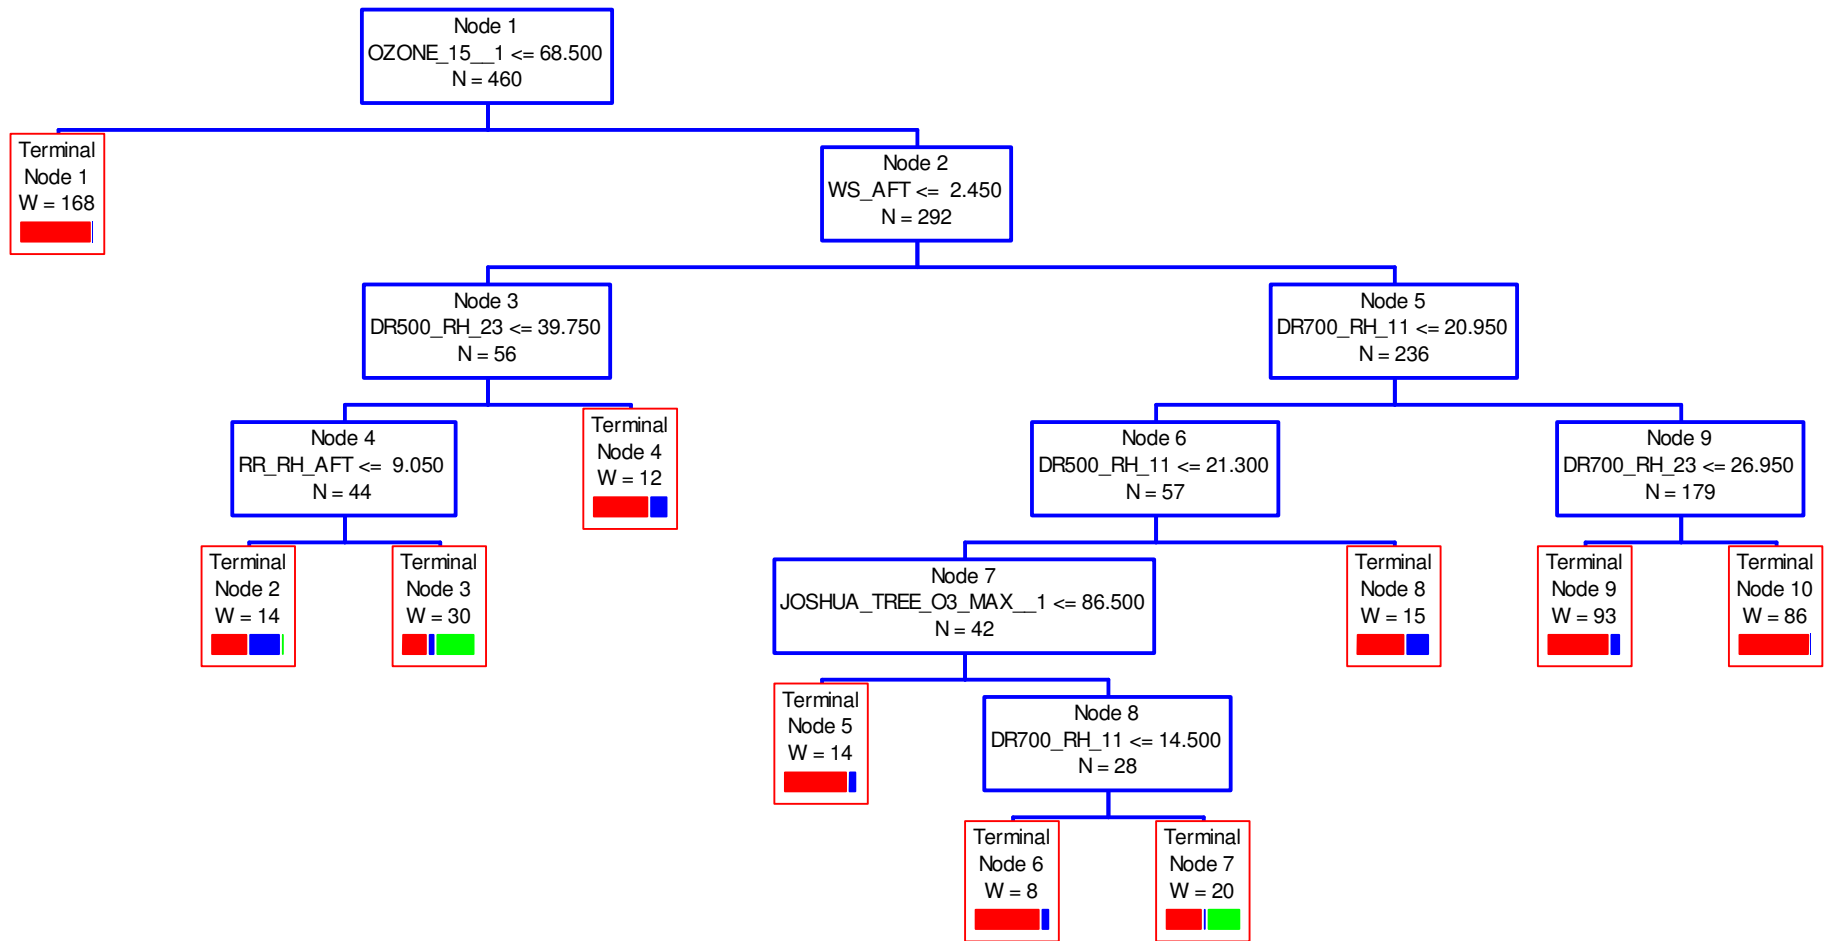 Node 1
OZONE_15__1 <= 68.500
N = 460
Terminal
Node 1
W = 168
Node 2
WS_AFT <= 2.450
N = 292
Node 3
DR500_RH_23 <= 39.750
N = 56
Node 5
DR700_RH_11 <= 20.950
N = 236
Node 4
RR_RH_AFT <= 9.050
N = 44
Terminal
Node 4
W = 12
Node 6
DR500_RH_11 <= 21.300
N = 57
Node 9
DR700_RH_23 <= 26.950
N = 179
Terminal
Node 2
W = 14
Terminal
Node 3
W = 30
Node 7
JOSHUA_TREE_O3_MAX__1 <= 86.500
N = 42
Terminal
Node 8
W = 15
Terminal
Node 9
W = 93
Terminal
Node 10
W = 86
Terminal
Node 5
W = 14
Node 8
DR700_RH_11 <= 14.500
N = 28
Terminal
Node 6
W = 8
Terminal
Node 7
W = 20